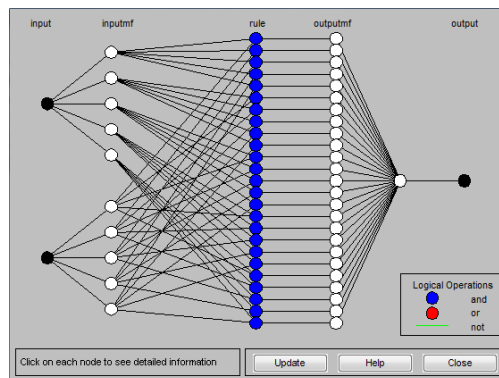 input inputmf rule outputmf output
Logical Operations
and
or
not
Click on each node to see detailed information
Update Help Close